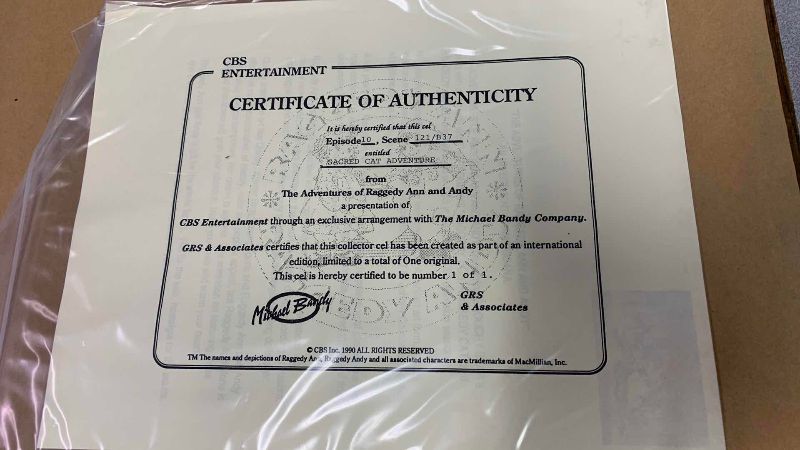 CBS
ENTERTAINMENT
CERTIFICATE OF AUTHENTICITY
It is hereby certified that this cel
Episode 10, Scene 121/B37
entitled
SACRED CAT ADVENTURE
from
The Adventures of Raggedy Ann and Andy
a presentation of
CBS Entertainment through an exclusive arrangement with The Michael Bandy Company.
GRS & Associates certifies that this collector cel has been created as part of an international
edition, limited to a total of One original.
This cel is hereby certified to be number 1 of 1.
Michael Bandy
GRS
& Associates
© CBS Inc. 1990 ALL RIGHTS RESERVED
TM The names and depictions of Raggedy Ann, Raggedy Andy and all associated characters are trademarks of MacMillian, Inc.